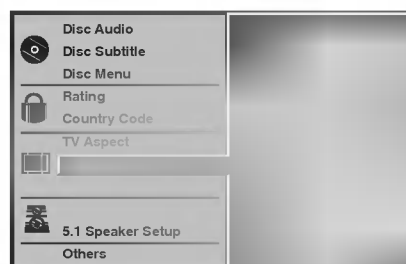 Disc Audio
Disc Subtitle
Disc Menu
Rating
Country Code
TV Aspect
5.1 Speaker Setup
Others